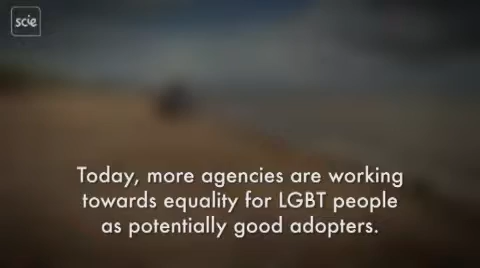 scie
Today, more agencies are working
towards equality for LGBT people
as potentially good adopters.